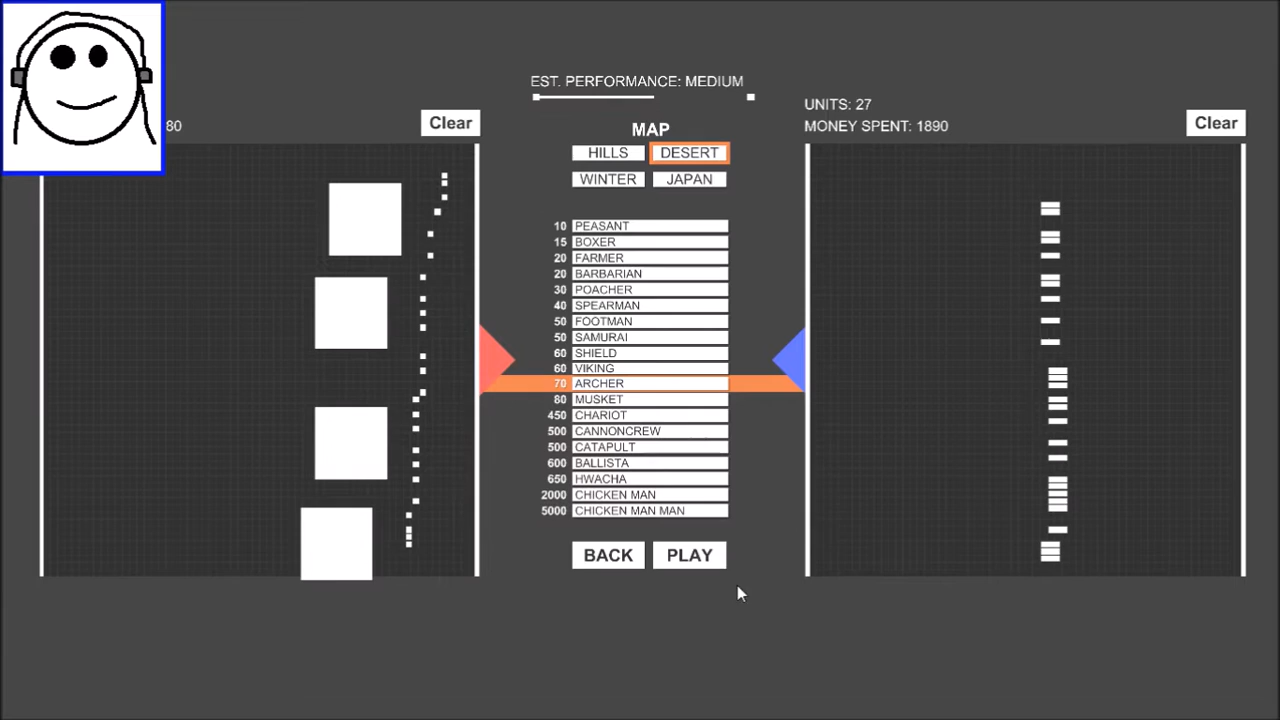 EST. PERFORMANCE: MEDIUM
UNITS: 27
80
Clear
MONEY SPENT: 1890
Clear
MAP
HILLS DESERT
WINTER JAPAN
10 PEASANT
15 BOXER
20 FARMER
20 BARBARIAN
30 POACHER
40 SPEARMAN
50 FOOTMAN
50 SAMURAI
60 SHIELD
60 VIKING
70 ARCHER
80 MUSKET
450 CHARIOT
500 CANNONCREW
500 CATAPULT
600 BALLISTA
650 HWACHA
2000 CHICKEN MAN
5000 CHICKEN MAN MAN
BACK PLAY